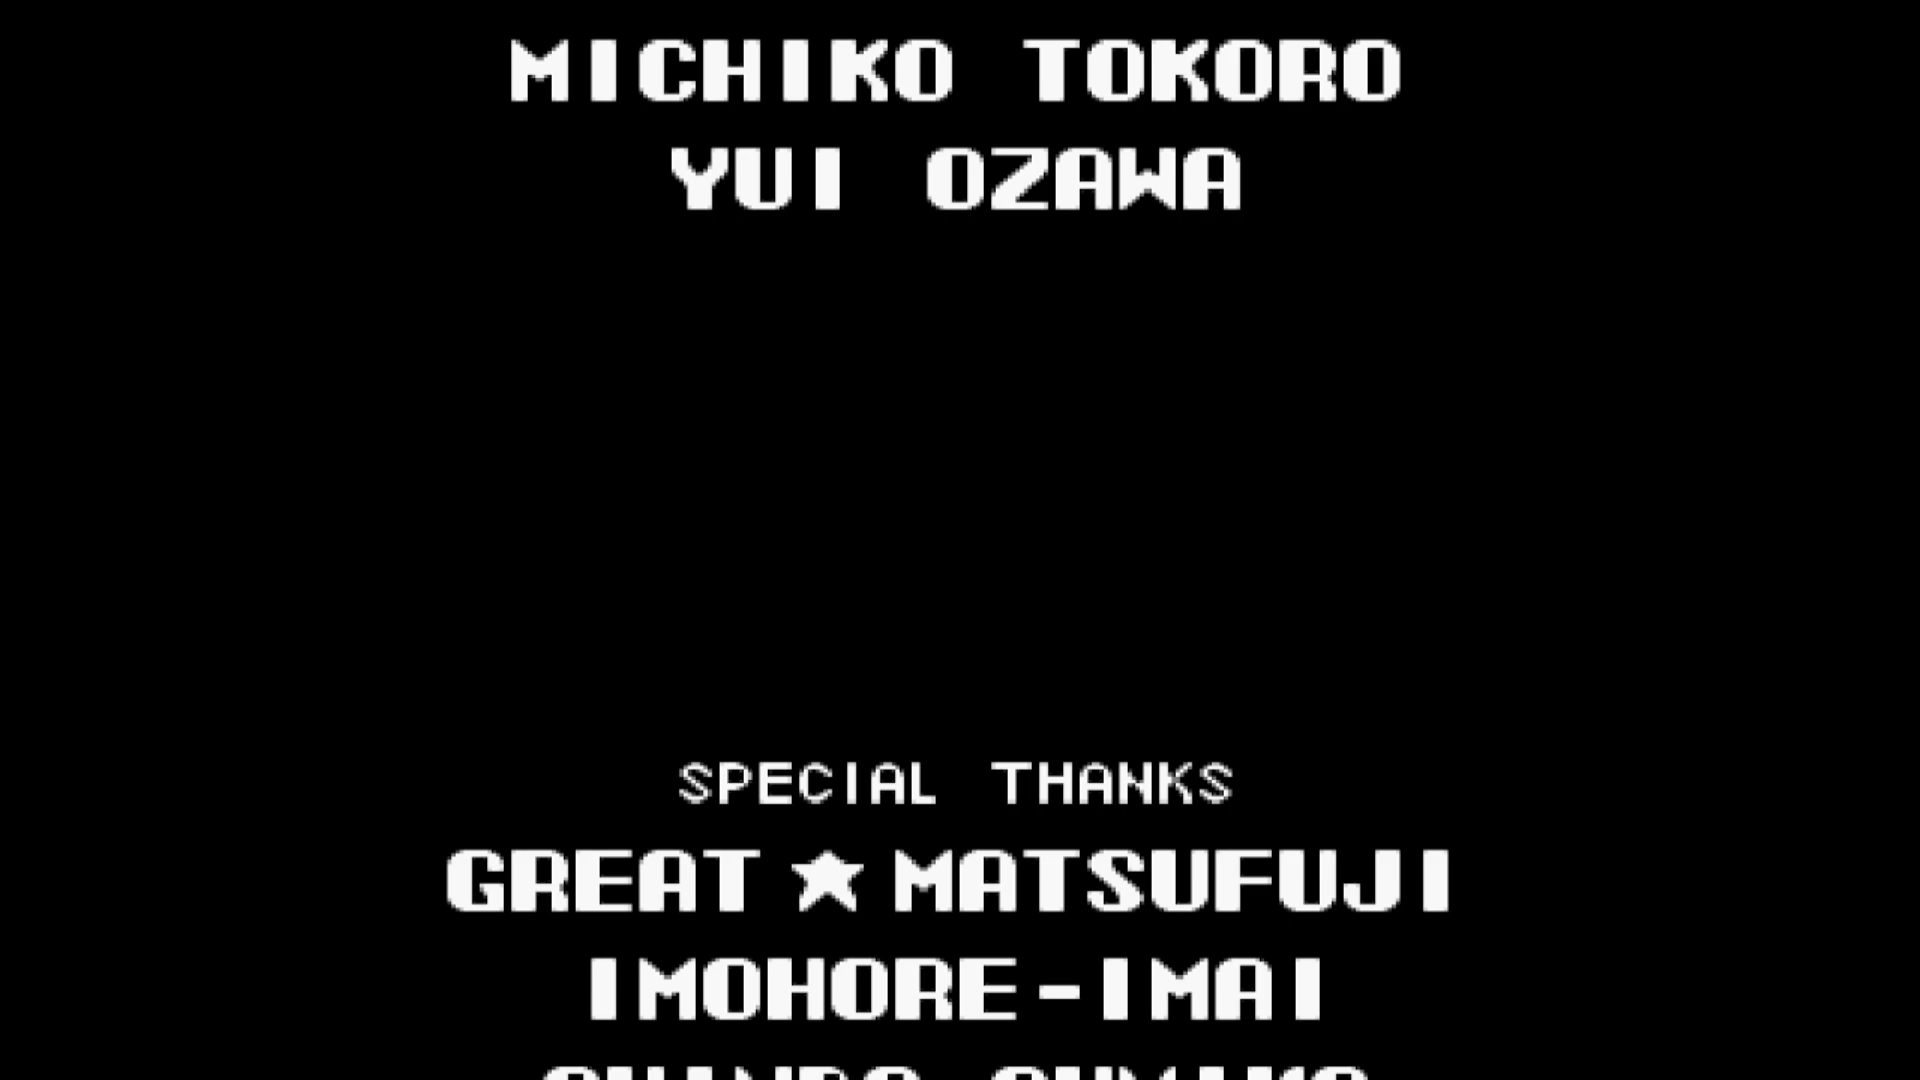 MICHIKO TOKORO
YUI OZAWA
SPECIAL THANKS
GREAT★MATSUFUJI
IMOHORE-IMAI